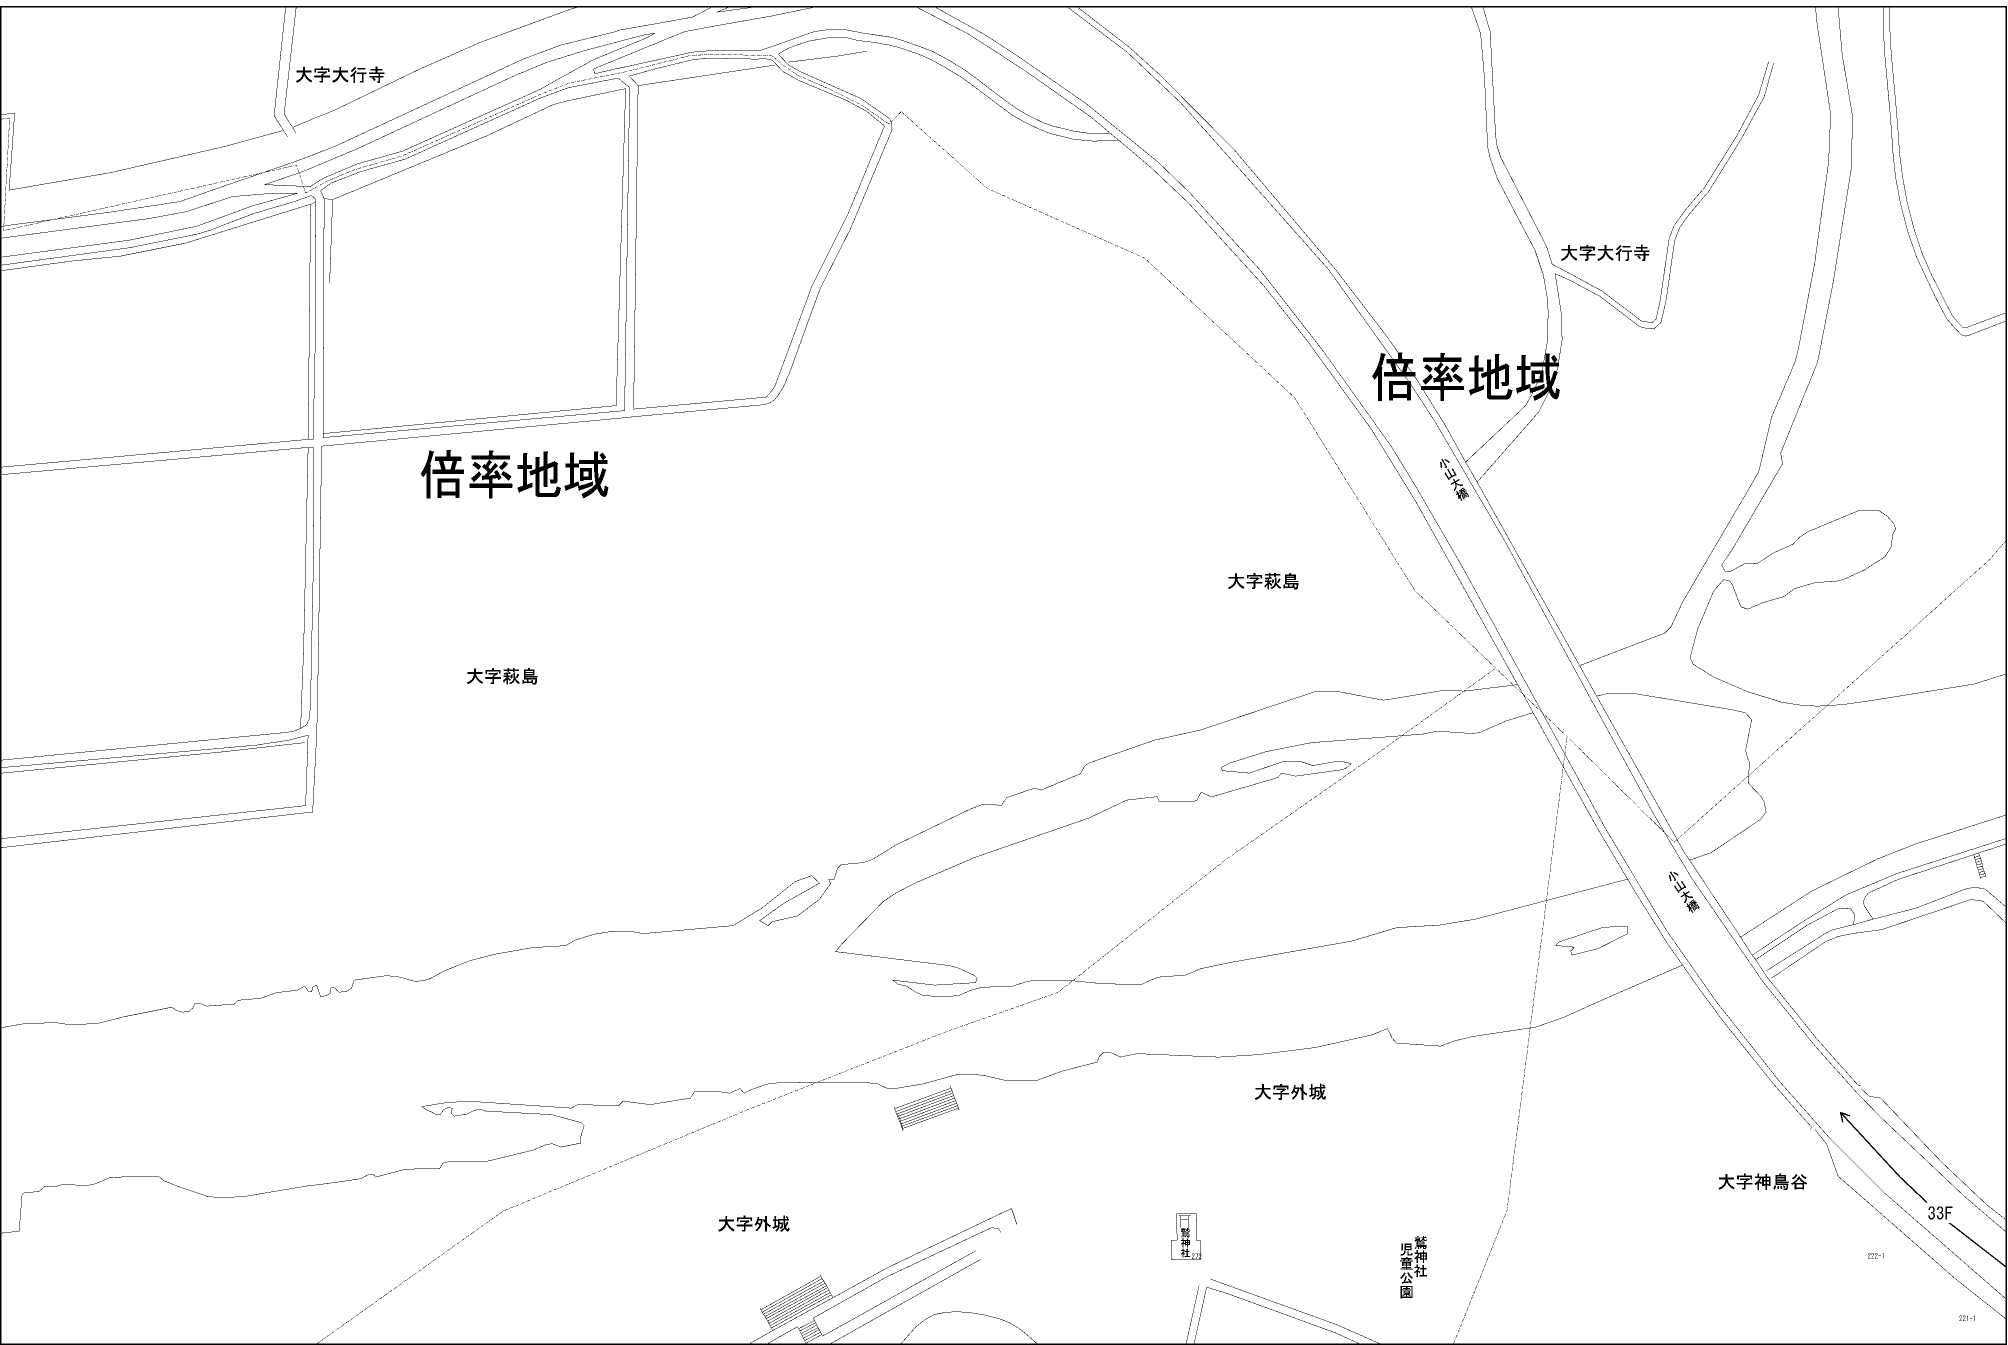 大字大行寺
大字大行寺
倍率地域
倍率地域
小山大橋
大字萩島
大字萩島
小山大橋
大字外城
大字神鳥谷
33F
大字外城
鷲神社
272
鷲神社
児童公園
222-1
221-1